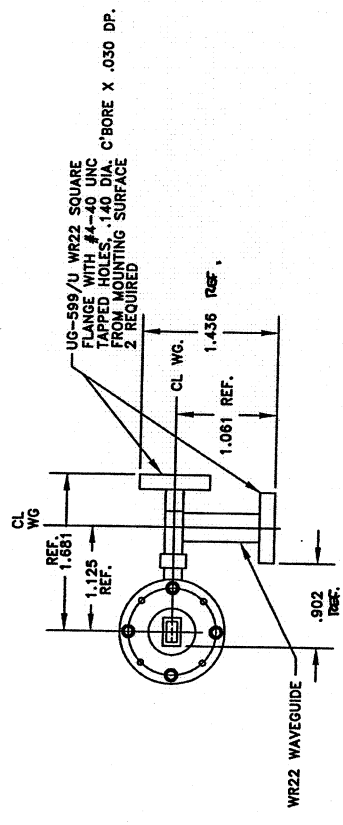 UG-599/U WR22 SQUARE
FLANGE WITH #4-40 UNC
TAPPED HOLES, .140 DIA. C'BORE X .030 DP.
FROM MOUNTING SURFACE
2 REQUIRED
CL
WG
REF.
1.681
1.125
REF.
CL WG.
1.061 REF.
1.436 REF.
.902
REF.
WR22 WAVEGUIDE